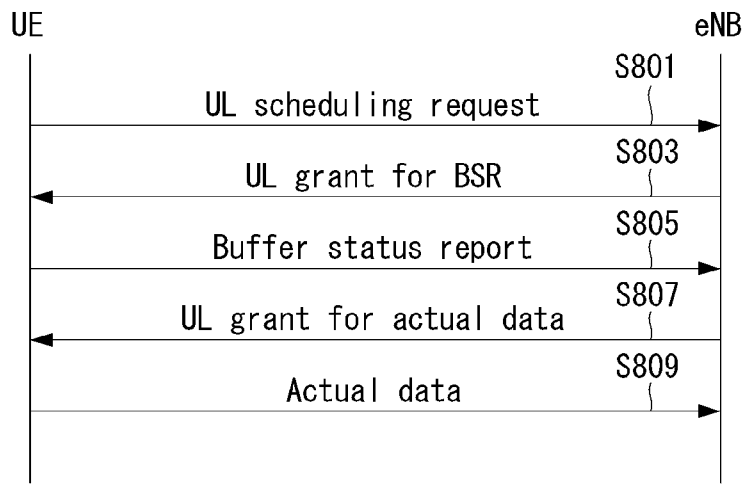 UE
eNB
S801
UL scheduling request
S803
UL grant for BSR
S805
Buffer status report
S807
UL grant for actual data
S809
Actual data